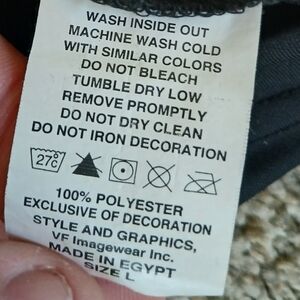 WASH INSIDE OUT
MACHINE WASH COLD
WITH SIMILAR COLORS
DO NOT BLEACH
TUMBLE DRY LOW
REMOVE PROMPTLY
DO NOT DRY CLEAN
DO NOT IRON DECORATION
27°C
100% POLYESTER
EXCLUSIVE OF DECORATION
STYLE AND GRAPHICS,
VF Imagewear Inc.
MADE IN EGYPT
SIZE L